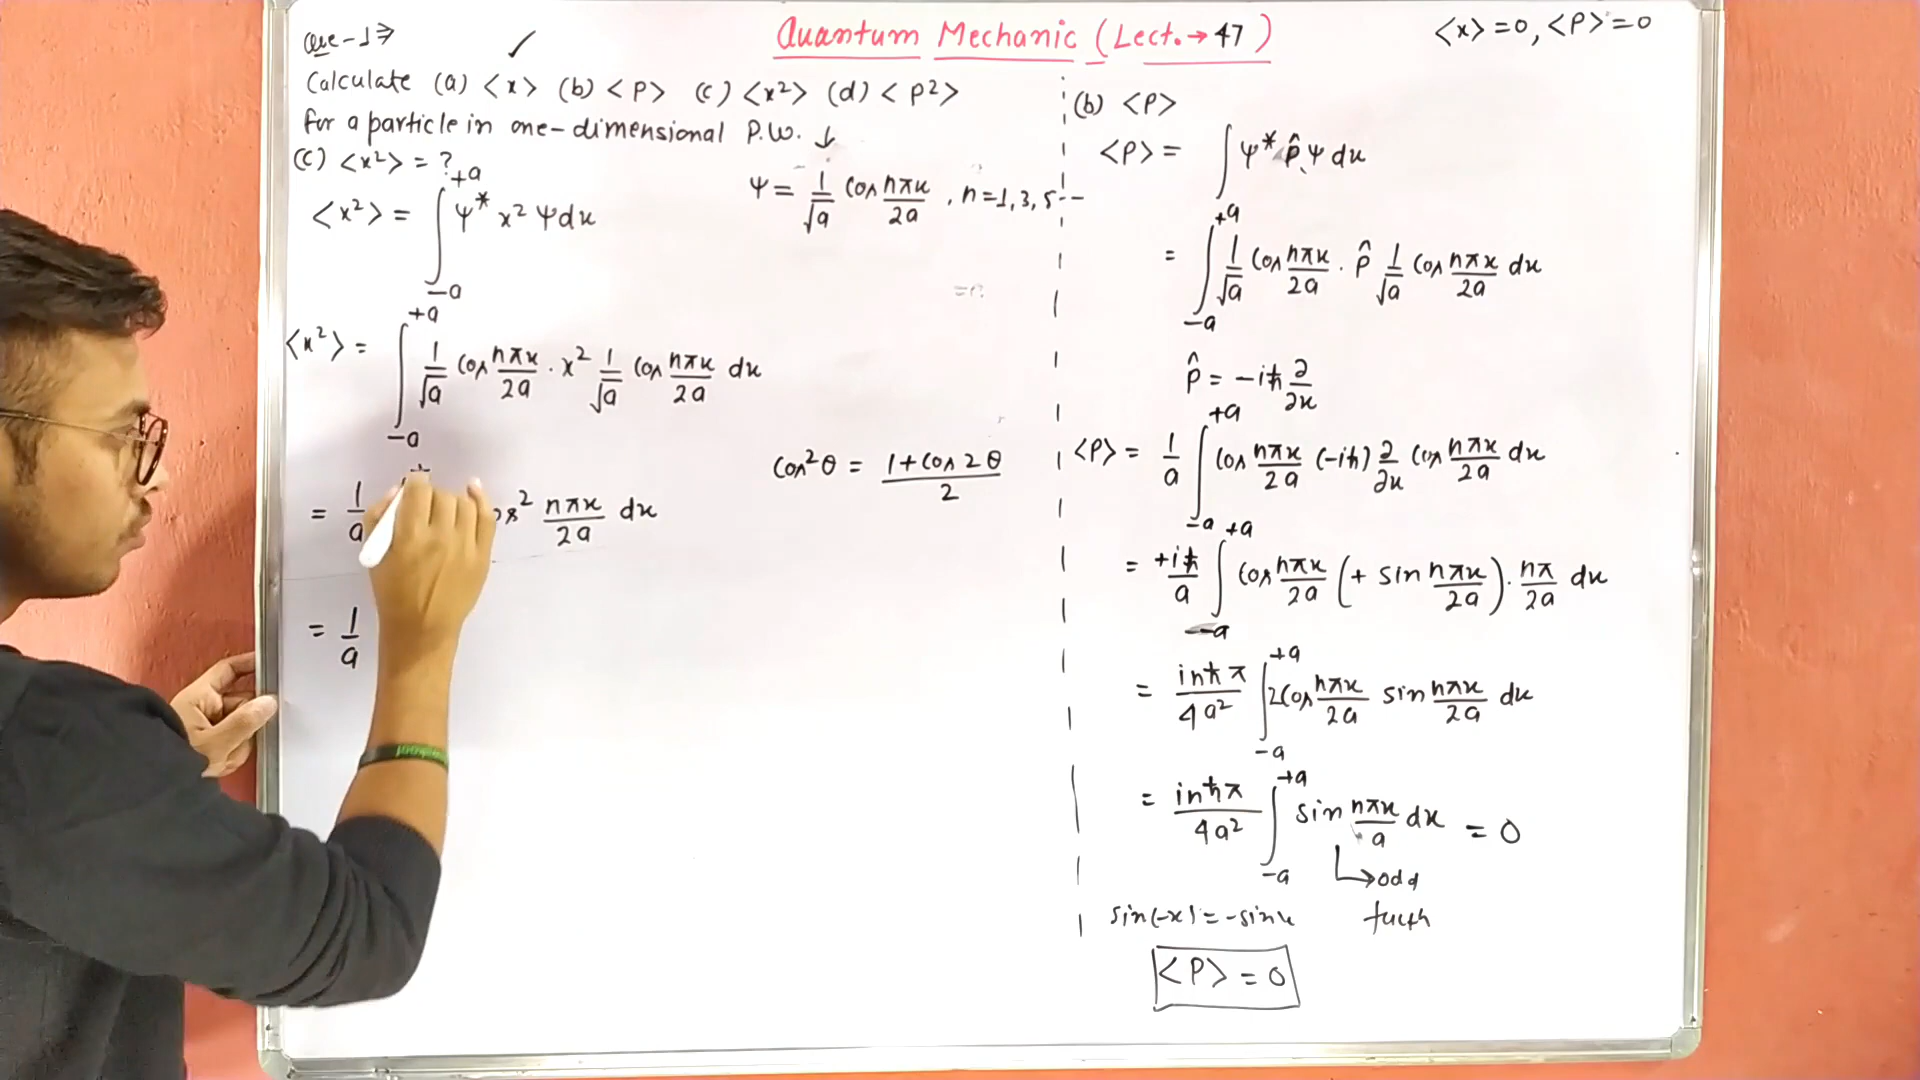 Quantum Mechanic (Lect.→47)
<x> =0, <P> =0
Que-1⇒ ✓
Calculate (a) <x> (b) <P> (c) <x²> (d) <P²>
for a particle in one-dimensional P.W. ↓
(c) <x²> = ?
<x²> = ∫_{-a}^{+a} ψ* x² ψ dx
ψ = 1/√a Cos nπx/2a , n=1,3,5--
<x²> = ∫_{-a}^{+a} 1/√a Cos nπx/2a · x² 1/√a Cos nπx/2a dx
Cos²θ = (1+Cos 2θ)/2
= 1/a os² nπx/2a dx
= 1/a
(b) <P>
<P> = ∫ ψ* p̂ ψ dx
= ∫_{-a}^{+a} 1/√a Cos nπx/2a · p̂ 1/√a Cos nπx/2a dx
p̂ = -iħ ∂/∂x
<P> = 1/a ∫_{-a}^{+a} Cos nπx/2a (-iħ) ∂/∂x Cos nπx/2a dx
= +iħ/a ∫_{-a}^{+a} Cos nπx/2a (+ sin nπx/2a) · nπ/2a dx
= inħπ/4a² ∫_{-a}^{+a} 2Cos nπx/2a sin nπx/2a dx
= inħπ/4a² ∫_{-a}^{+a} sin nπx/a dx = 0
↳odd
sin(-x) = -sinx
<P> = 0